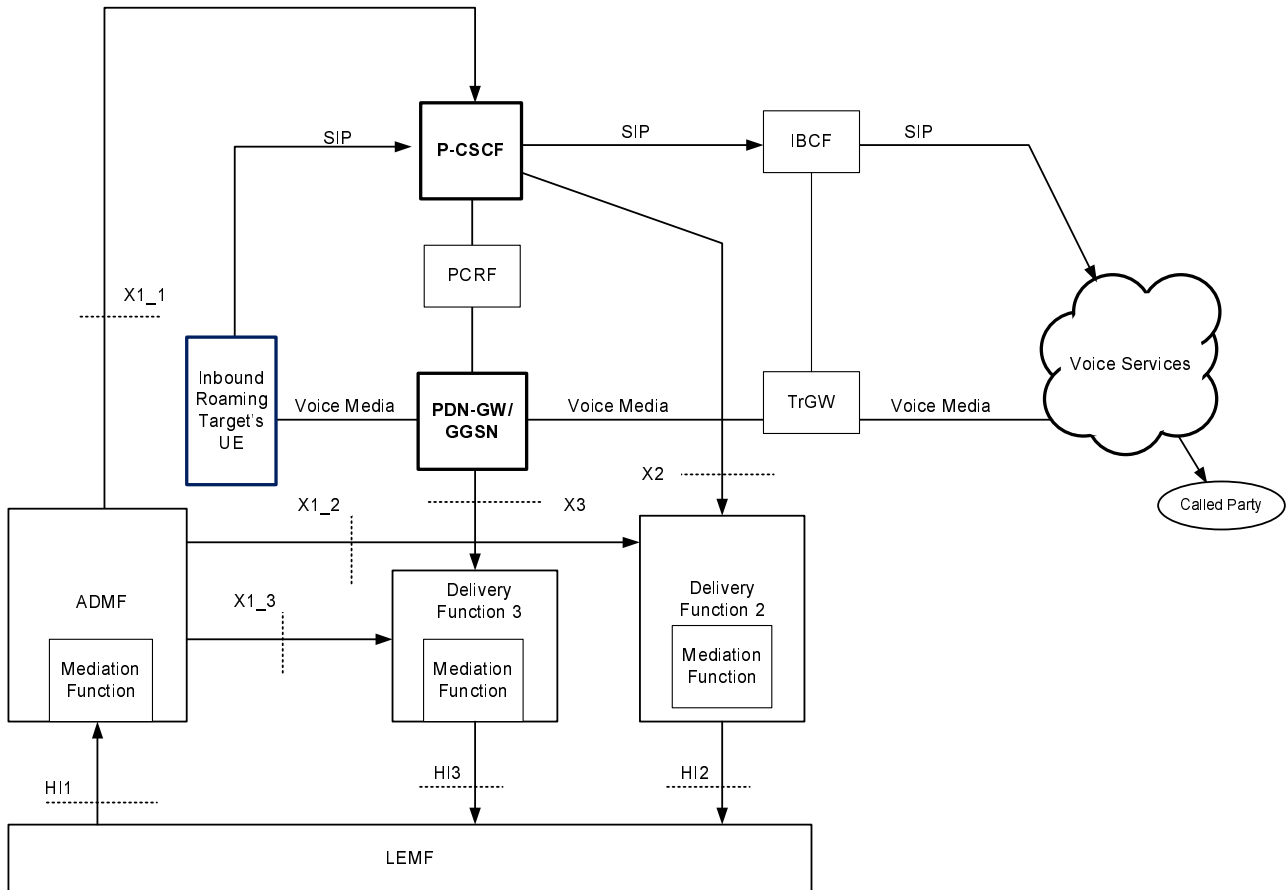 SIP
P-CSCF
SIP
IBCF
SIP
PCRF
X1_1
Inbound
Roaming
Target's
UE
Voice Media
PDN-GW/
GGSN
Voice Media
TrGW
Voice Media
Voice Services
X2
Called Party
X1_2
X3
ADMF
Mediation
Function
X1_3
Delivery
Function 3
Mediation
Function
Delivery
Function 2
Mediation
Function
HI1
HI3
HI2
LEMF